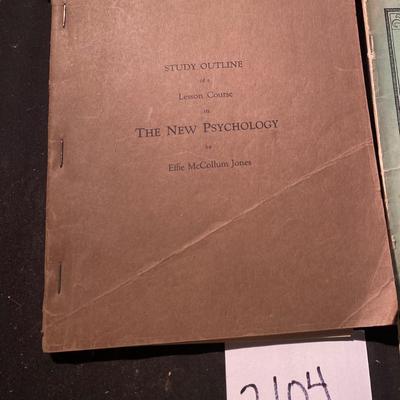 STUDY OUTLINE
of a
Lesson Course
in
THE NEW PSYCHOLOGY
by
Effie McCollum Jones
2104